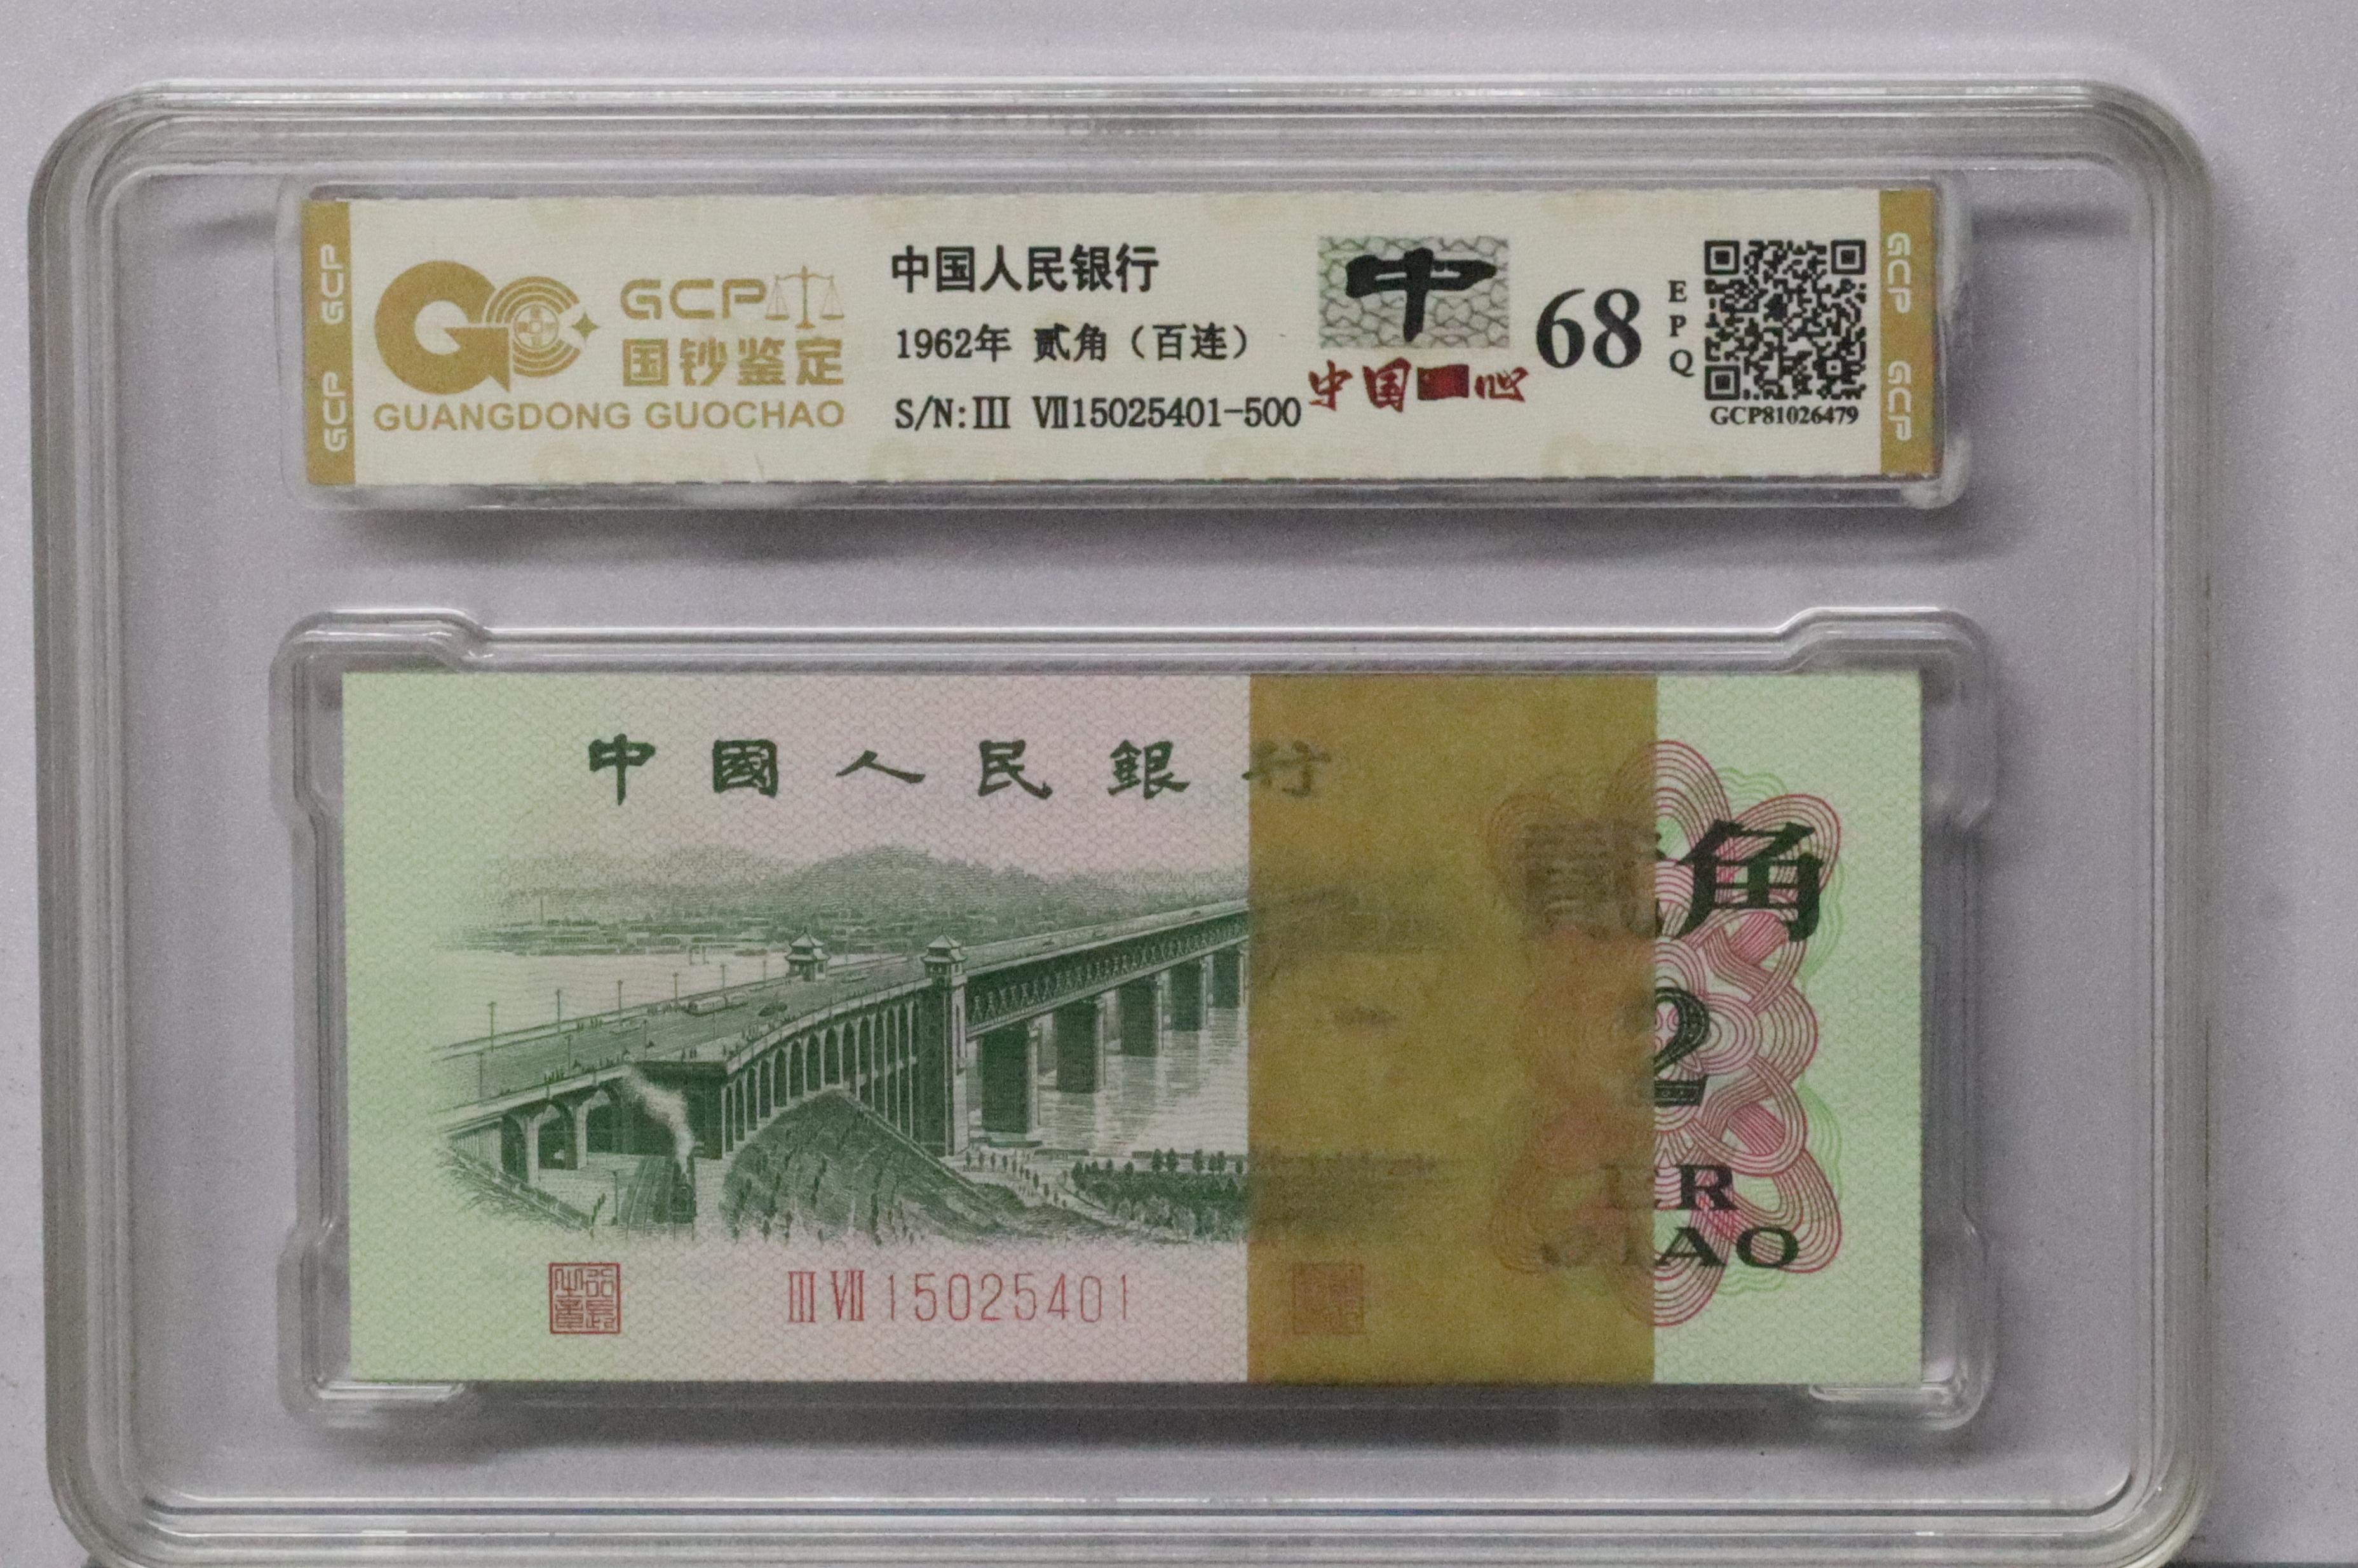 GCP
GCP
GCP
国钞鉴定
GUANGDONG GUOCHAO
中国人民银行
1962年 贰角（百连）
S/N:Ⅲ Ⅶ15025401-500
中
中国 心
68
EPQ
GCP81026479
GCP
GCP
中國人民銀行
贰角
2
ER
JIAO
Ⅲ Ⅶ 15025401